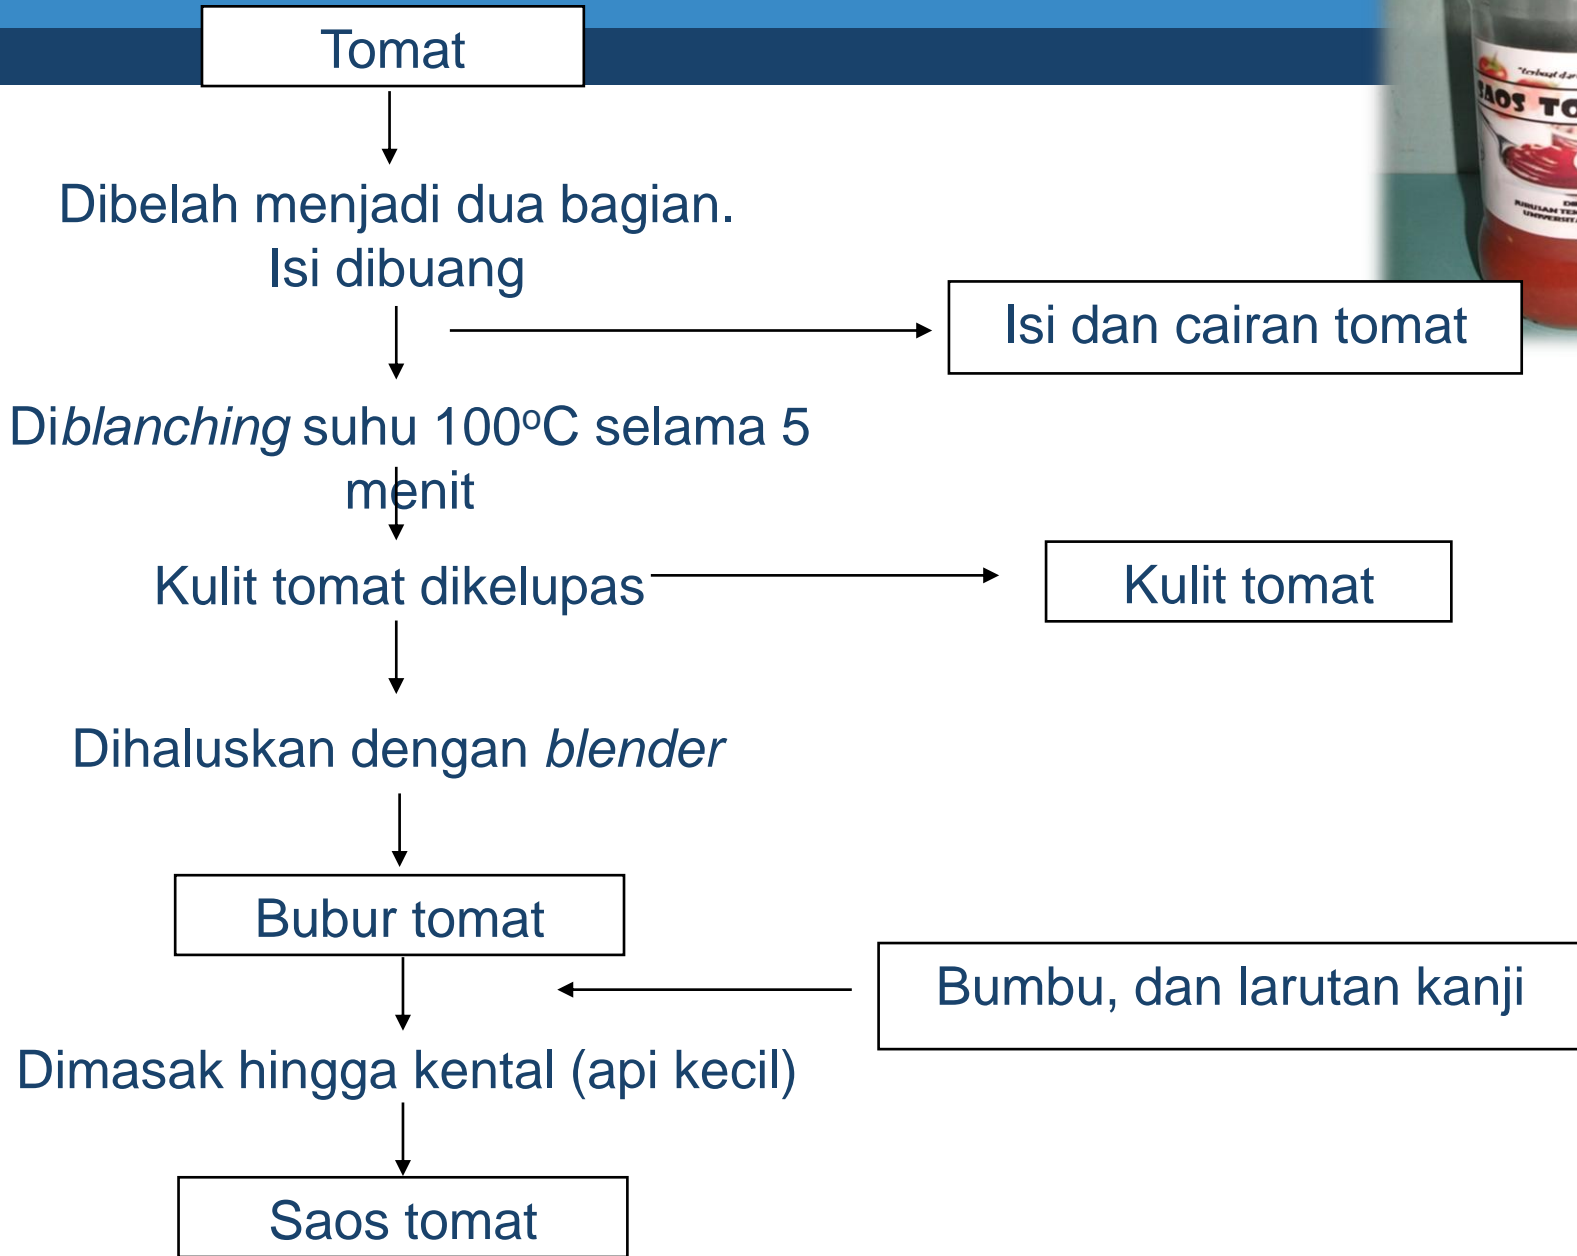 Tomat
Dibelah menjadi dua bagian.
Isi dibuang
Isi dan cairan tomat
Diblanching suhu 100°C selama 5
menit
Kulit tomat dikelupas
Kulit tomat
Dihaluskan dengan blender
Bubur tomat
Bumbu, dan larutan kanji
Dimasak hingga kental (api kecil)
Saos tomat